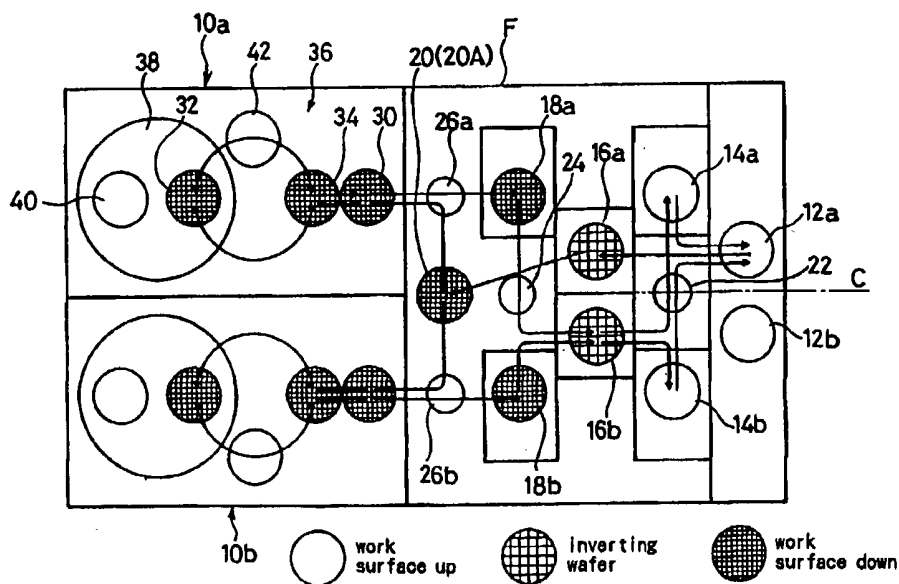 10a
F
42
36
20(20A)
38
32
34
30
26a
18a
16a
14a
24
12a
40
22
C
12b
16b
14b
26b
18b
10b
work
surface up
inverting
wafer
work
surface down